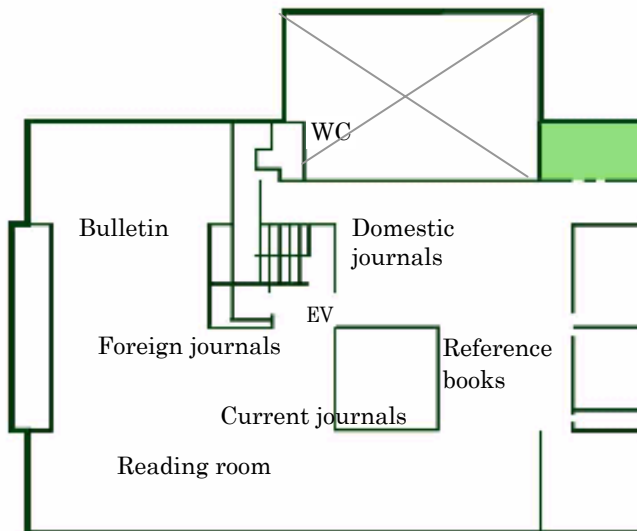 WC
Bulletin
Domestic
journals
EV
Foreign journals
Reference
books
Current journals
Reading room